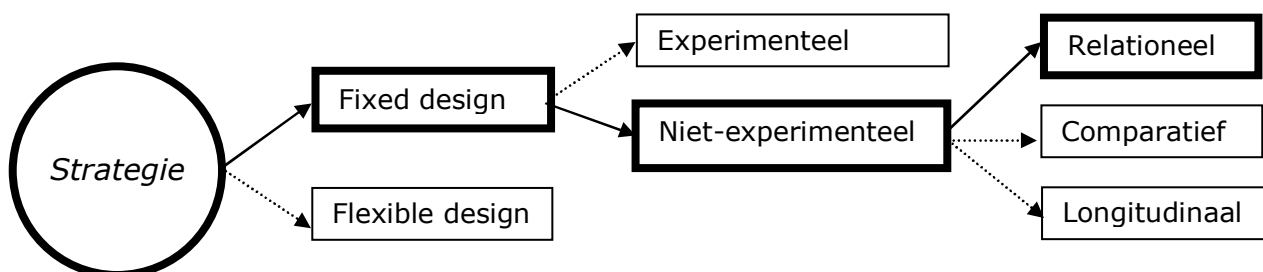 Strategie
Fixed design
Flexible design
Experimenteel
Niet-experimenteel
Relationeel
Comparatief
Longitudinaal